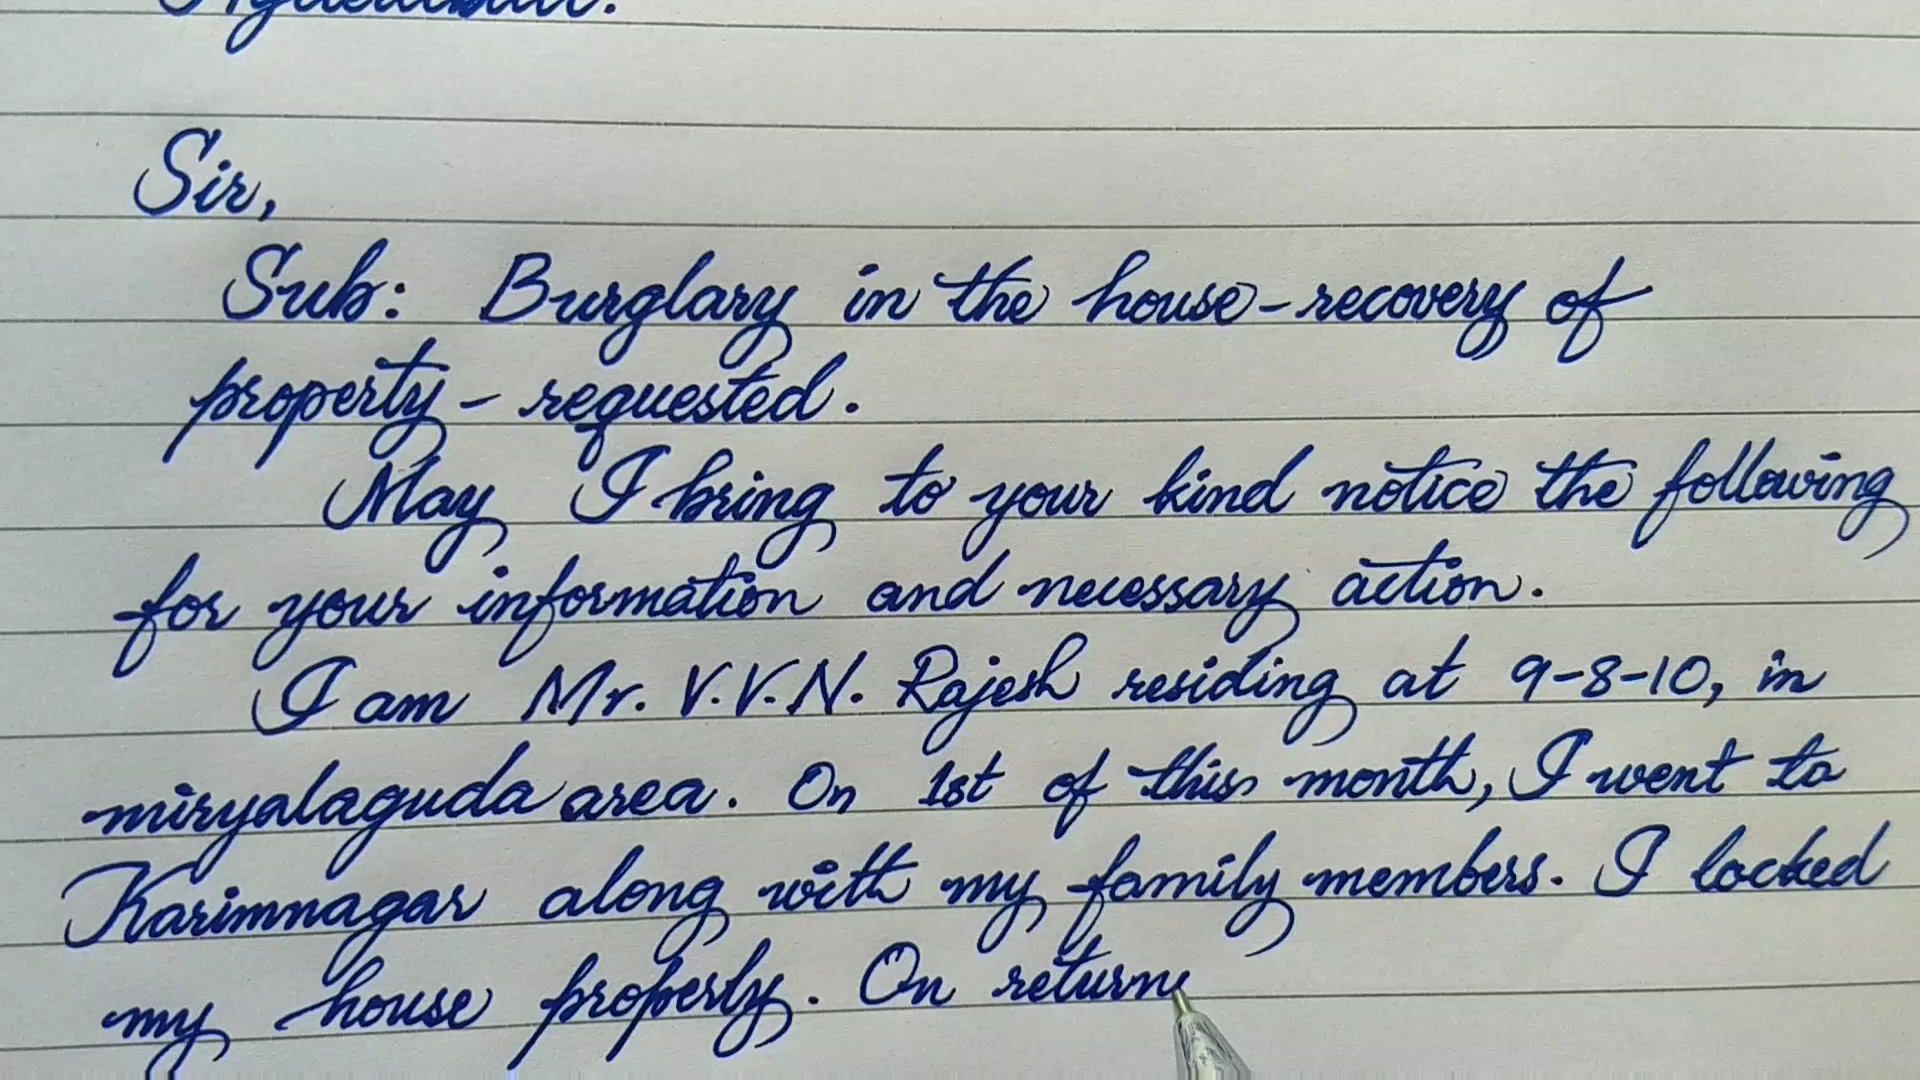 Sir,
Sub: Burglary in the house - recovery of
property - requested.
May I bring to your kind notice the following
for your information and necessary action.
I am Mr. V.V.N. Rajesh residing at 9-8-10, in
miryalaguda area. On 1st of this month, I went to
Karimnagar along with my family members. I locked
my house properly. On return